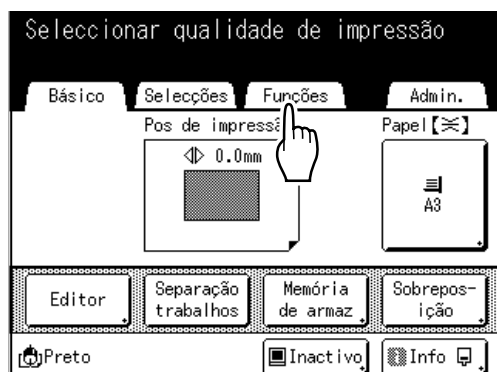 Seleccionar qualidade de impressão
Básico Selecções Funções Admin.
Pos de impressã Papel【≍】
0.0mm
A3
Editor Separação trabalhos Memória de armaz Sobrepos-ição
Preto Inactivo Info